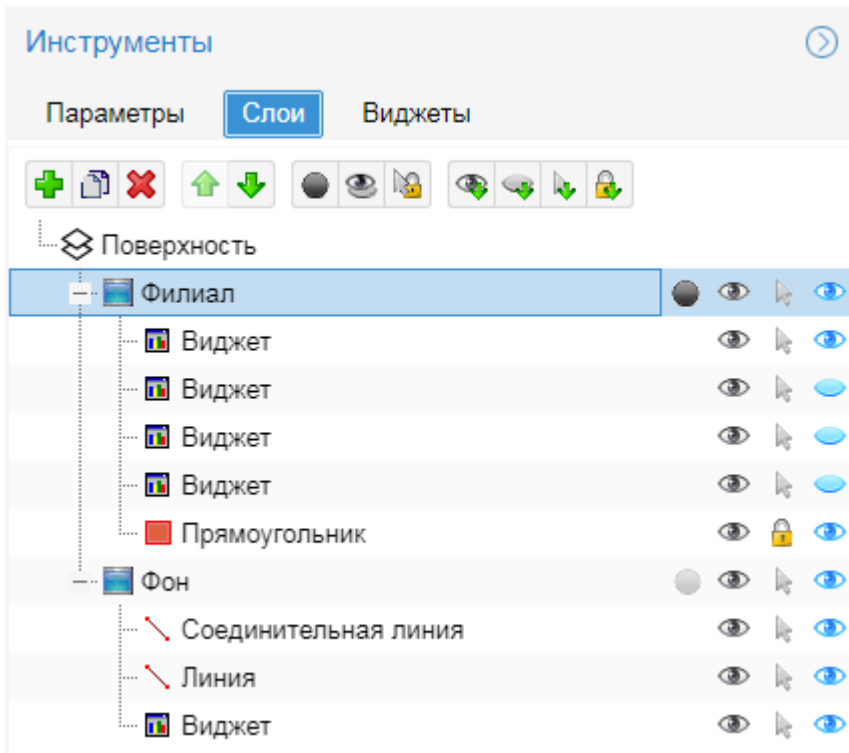 Инструменты
Параметры Слои Виджеты
Поверхность
Филиал
Виджет
Виджет
Виджет
Виджет
Прямоугольник
Фон
Соединительная линия
Линия
Виджет